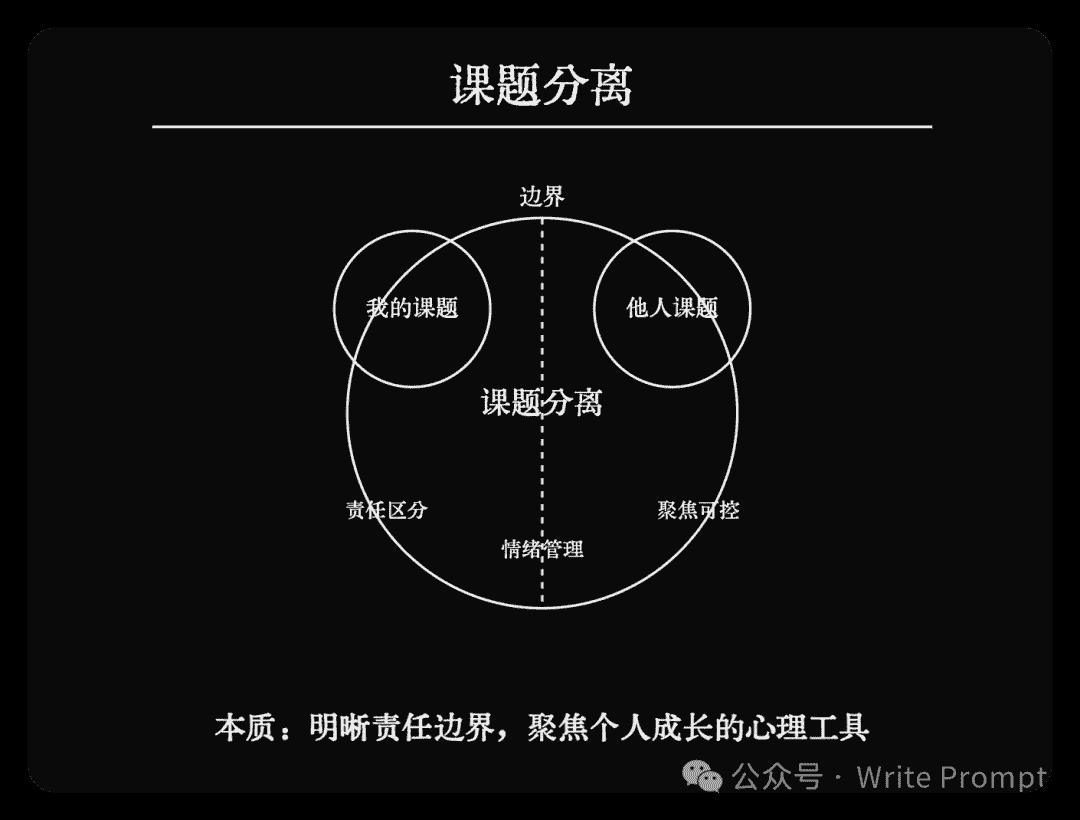 课题分离
边界
我的课题
他人课题
课题分离
责任区分
聚焦可控
情绪管理
本质：明晰责任边界，聚焦个人成长的心理工具
公众号 · Write Prompt